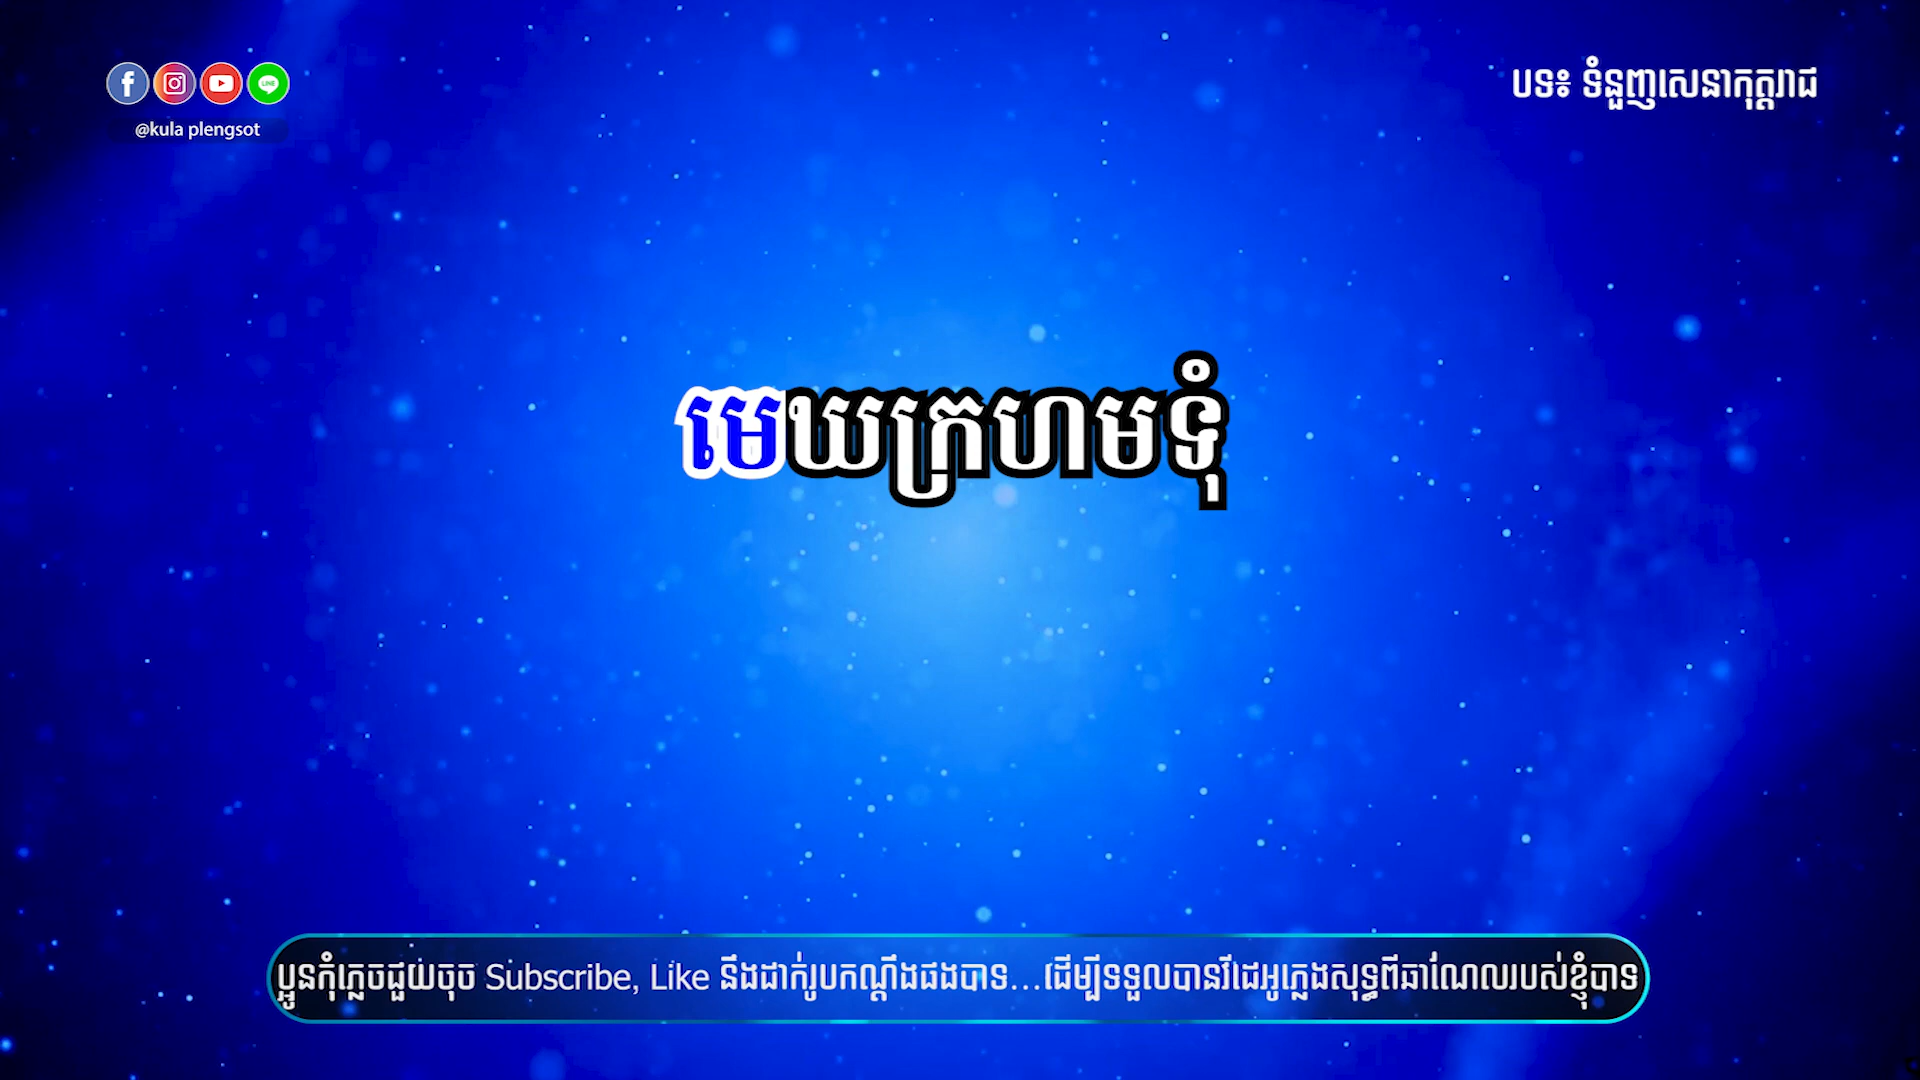 @kula plengsot
បទ៖ ទំនួញសេនាកុត្តរាជ
មេឃក្រហមទុំ
ប្អូនកុំភ្លេចជួយចុច Subscribe, Like នឹងដាក់រូបកណ្ដឹងផងបាទ...ដើម្បីទទួលបានវីដេអូភ្លេងសុទ្ធពីឆាណែលរបស់ខ្ញុំបាទ